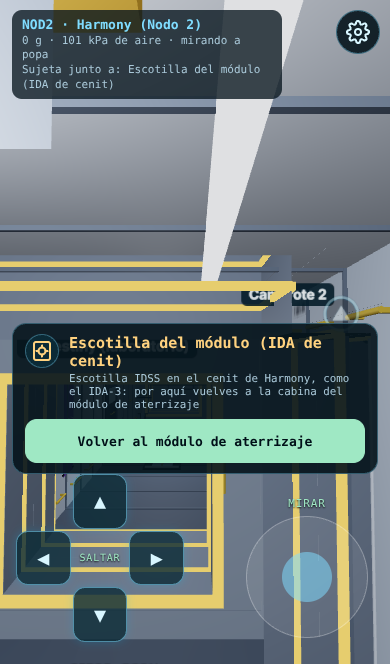 NOD2 · Harmony (Nodo 2)
0 g · 101 kPa de aire · mirando a
popa
Sujeta junto a: Escotilla del módulo
(IDA de cenit)
ote 2
Escotilla del módulo (IDA de
cenit)
Escotilla IDSS en el cenit de Harmony, como
el IDA-3: por aquí vuelves a la cabina del
módulo de aterrizaje
Volver al módulo de aterrizaje
MIRAR
SALTAR